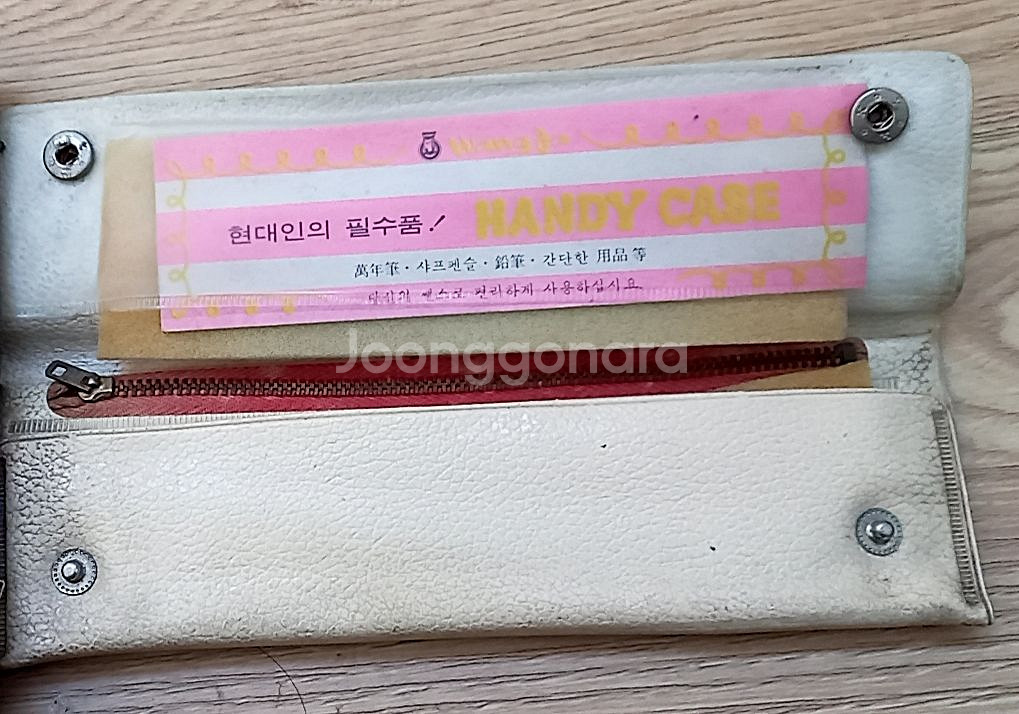 현대인의 필수품!
HANDY CASE
萬年筆·샤프펜슬·鉛筆·간단한 用品 等
편리하게 사용하십시요
Joonggonara